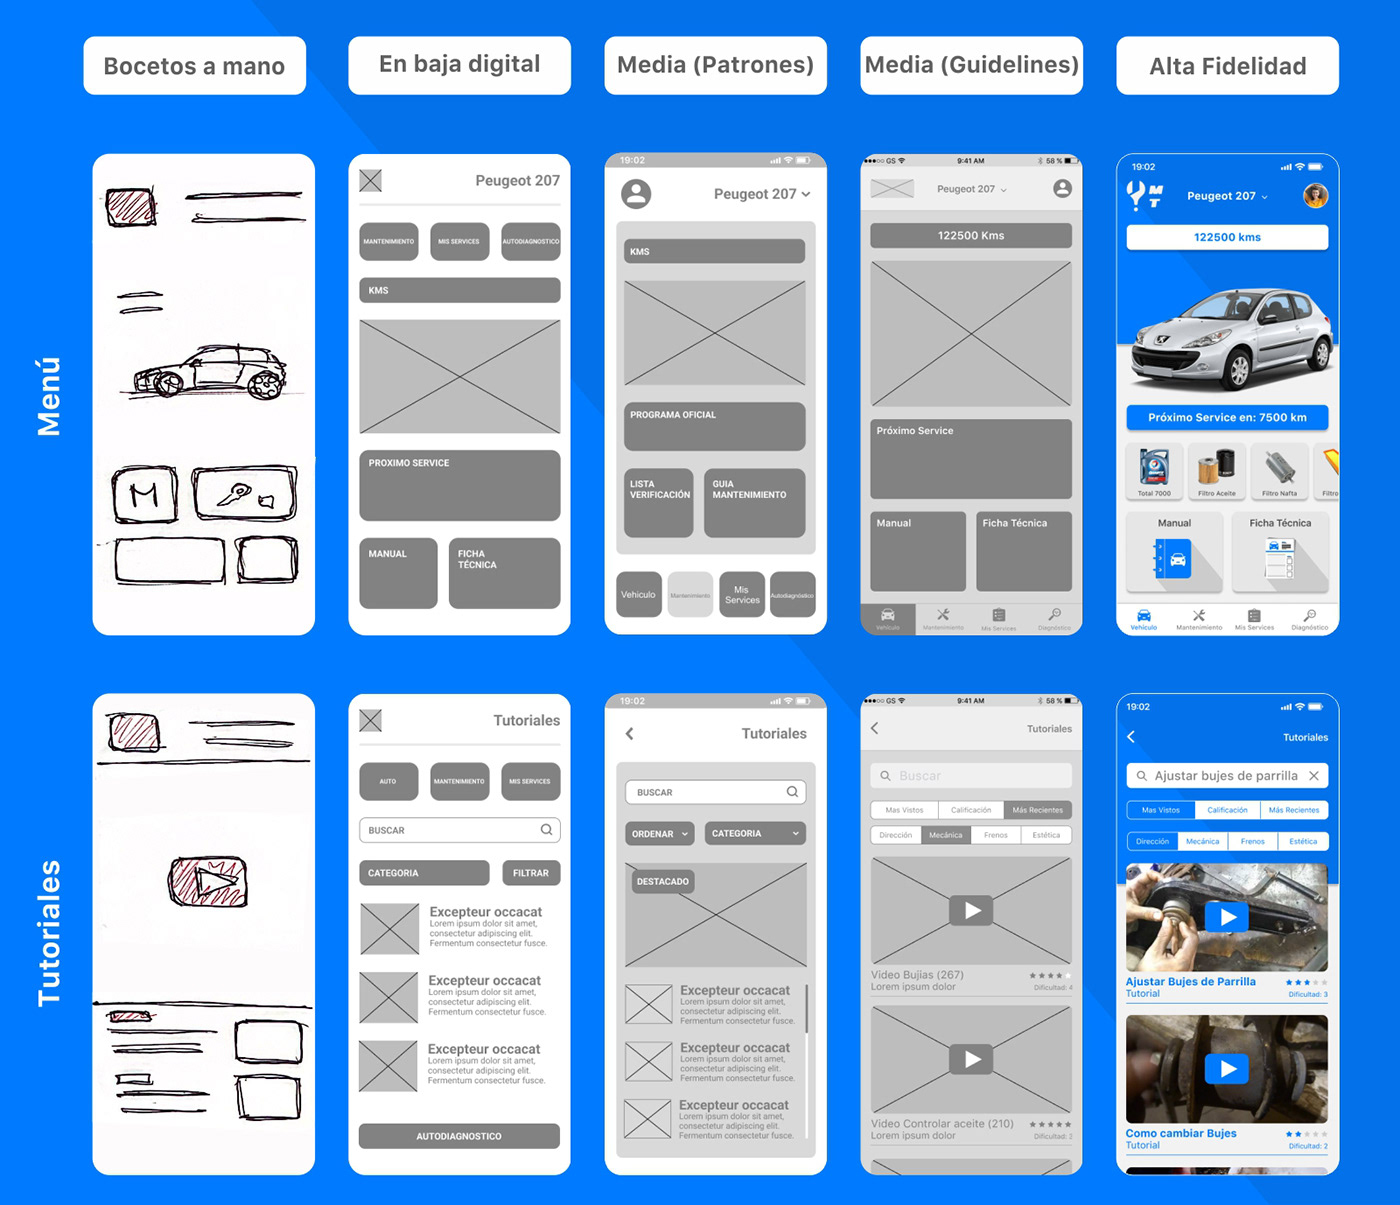 Bocetos a mano
En baja digital
Media (Patrones)
Media (Guidelines)
Alta Fidelidad
Menú
M
Peugeot 207
MANTENIMIENTO
MIS SERVICES
AUTODIAGNOSTICO
KMS
PROXIMO SERVICE
MANUAL
FICHA
TÉCNICA
19:02
Peugeot 207
KMS
PROGRAMA OFICIAL
LISTA
VERIFICACIÓN
GUIA
MANTENIMIENTO
Vehiculo
Mantenimiento
Mis
Services
Autodiagnóstico
GS
9:41 AM
58 %
Peugeot 207
122500 Kms
Próximo Service
Manual
Ficha Técnica
Vehículo
Mantenimiento
Mis Services
Diagnóstico
19:02
M
T
Peugeot 207
122500 kms
Próximo Service en: 7500 km
Total 7000
Filtro Aceite
Filtro Nafta
Filtro
Manual
Ficha Técnica
Vehículo
Mantenimiento
Mis Services
Diagnóstico
Tutoriales
Tutoriales
AUTO
MANTENIMIENTO
MIS SERVICES
BUSCAR
CATEGORIA
FILTRAR
Excepteur occacat
Lorem ipsum dolor sit amet,
consectetur adipiscing elit.
Fermentum consectetur fusce.
Excepteur occacat
Lorem ipsum dolor sit amet,
consectetur adipiscing elit.
Fermentum consectetur fusce.
Excepteur occacat
Lorem ipsum dolor sit amet,
consectetur adipiscing elit.
Fermentum consectetur fusce.
AUTODIAGNOSTICO
19:02
Tutoriales
BUSCAR
ORDENAR
CATEGORIA
DESTACADO
Excepteur occacat
Lorem ipsum dolor sit amet,
consectetur adipiscing elit.
Fermentum consectetur fusce.
Excepteur occacat
Lorem ipsum dolor sit amet,
consectetur adipiscing elit.
Fermentum consectetur fusce.
Excepteur occacat
Lorem ipsum dolor sit amet,
consectetur adipiscing elit.
Fermentum consectetur fusce.
GS
9:41 AM
58 %
Tutoriales
Buscar
Mas Vistos
Calificación
Más Recientes
Dirección
Mecánica
Frenos
Estética
Video Bujias (267)
Lorem ipsum dolor
Dificultad: 4
Video Controlar aceite (210)
Lorem ipsum dolor
Dificultad: 3
19:02
Tutoriales
Ajustar bujes de parrilla
Mas Vistos
Calificación
Más Recientes
Dirección
Mecánica
Frenos
Estética
Ajustar Bujes de Parrilla
Tutorial
Dificultad: 3
Como cambiar Bujes
Tutorial
Dificultad: 2